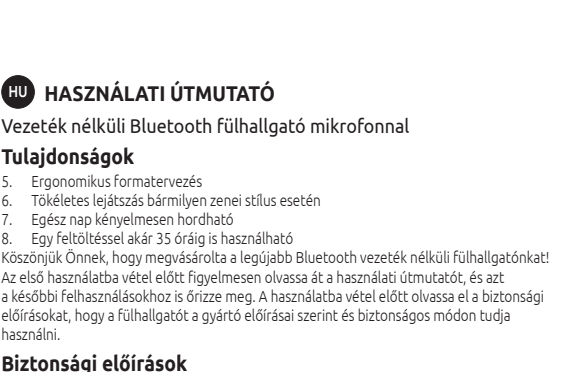 HU HASZNÁLATI ÚTMUTATÓ
Vezeték nélküli Bluetooth fülhallgató mikrofonnal
Tulajdonságok
5. Ergonomikus formatervezés
6. Tökéletes lejátszás bármilyen zenei stílus esetén
7. Egész nap kényelmesen hordható
8. Egy feltöltéssel akár 35 óráig is használható
Köszönjük Önnek, hogy megvásárolta a legújabb Bluetooth vezeték nélküli fülhallgatónkat!
Az első használatba vétel előtt figyelmesen olvassa át a használati útmutatót, és azt
a későbbi felhasználásokhoz is őrizze meg. A használatba vétel előtt olvassa el a biztonsági
előírásokat, hogy a fülhallgatót a gyártó előírásai szerint és biztonságos módon tudja
használni.
Biztonsági előírások